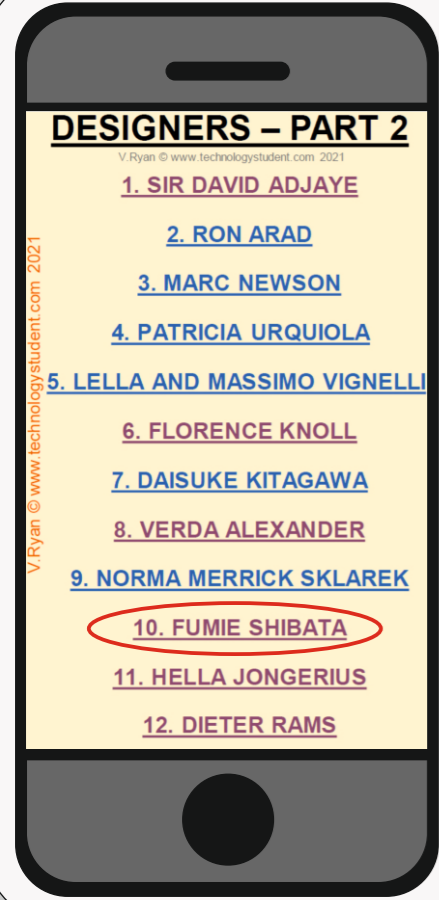 DESIGNERS – PART 2
V.Ryan © www.technologystudent.com 2021
1. SIR DAVID ADJAYE
2. RON ARAD
3. MARC NEWSON
4. PATRICIA URQUIOLA
5. LELLA AND MASSIMO VIGNELLI
6. FLORENCE KNOLL
7. DAISUKE KITAGAWA
8. VERDA ALEXANDER
9. NORMA MERRICK SKLAREK
10. FUMIE SHIBATA
11. HELLA JONGERIUS
12. DIETER RAMS
V.Ryan © www.technologystudent.com 2021